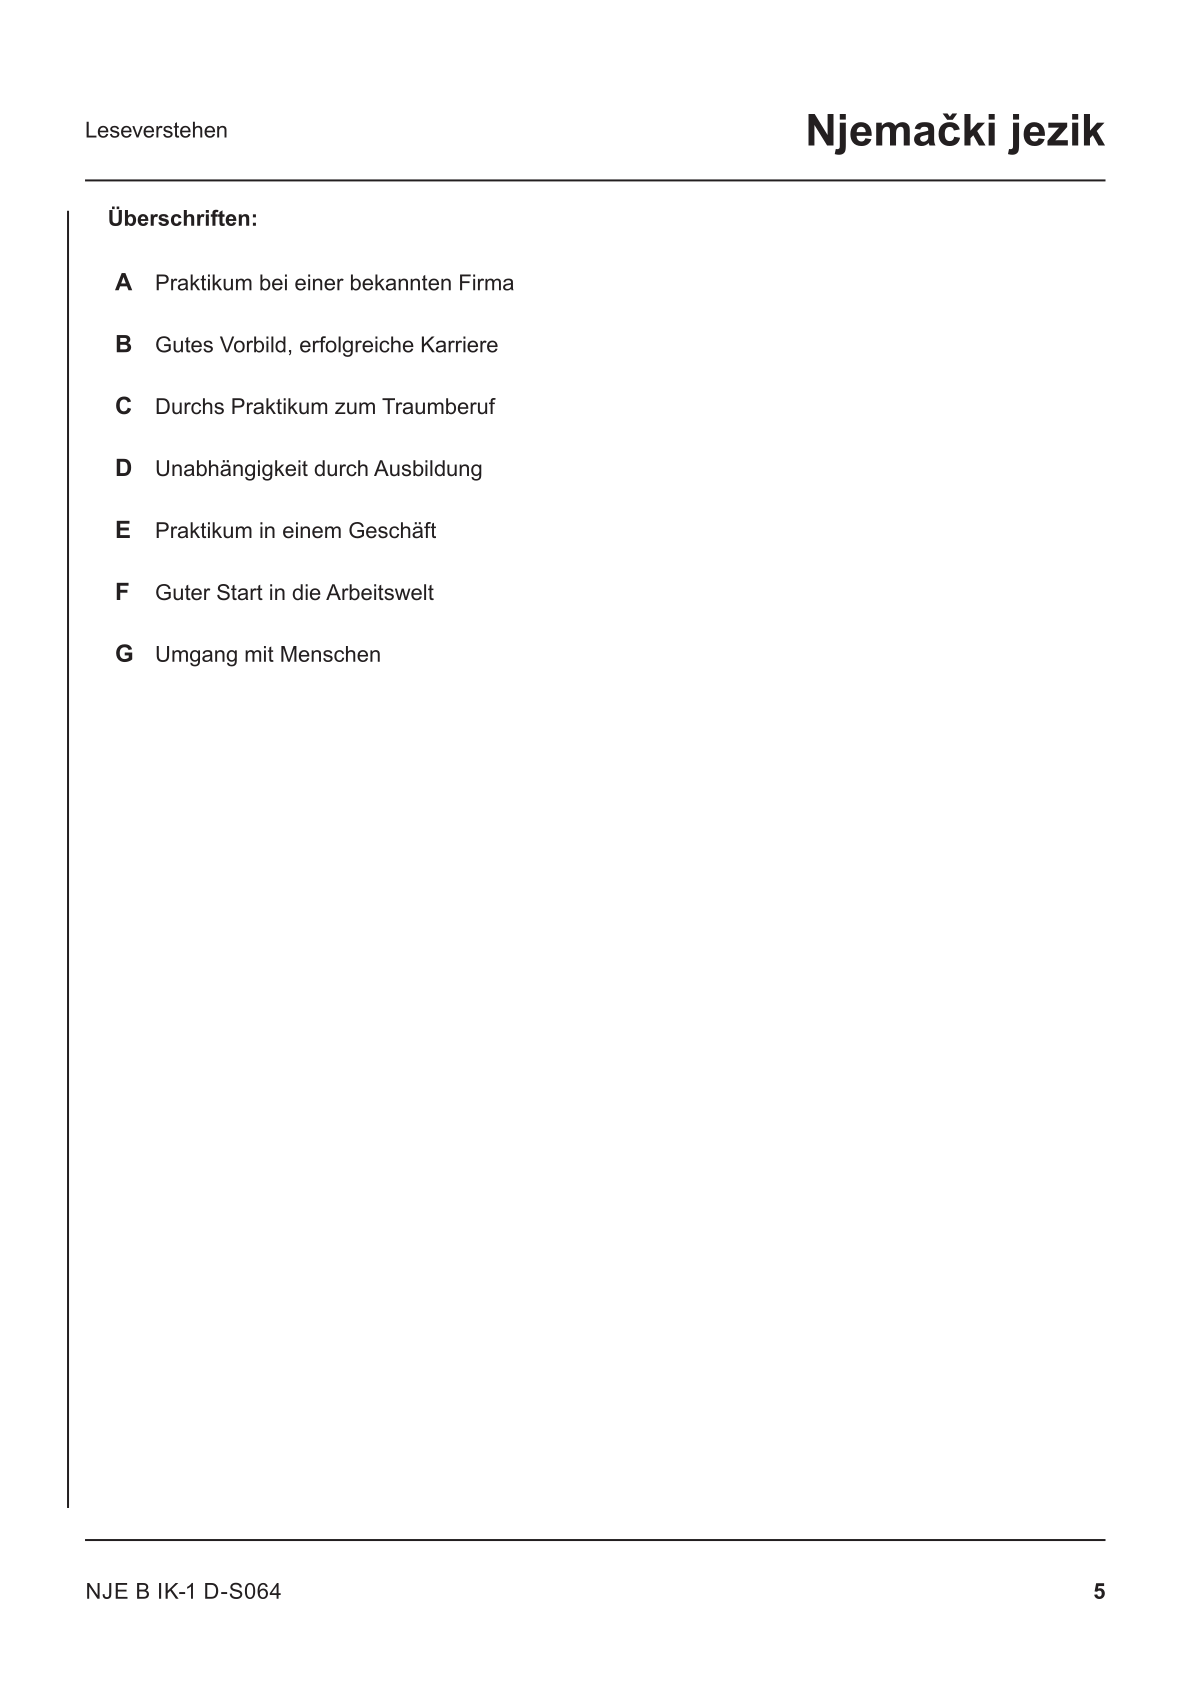 Leseverstehen
Njemački jezik
Überschriften:
A Praktikum bei einer bekannten Firma
B Gutes Vorbild, erfolgreiche Karriere
C Durchs Praktikum zum Traumberuf
D Unabhängigkeit durch Ausbildung
E Praktikum in einem Geschäft
F Guter Start in die Arbeitswelt
G Umgang mit Menschen
NJE B IK-1 D-S064
5